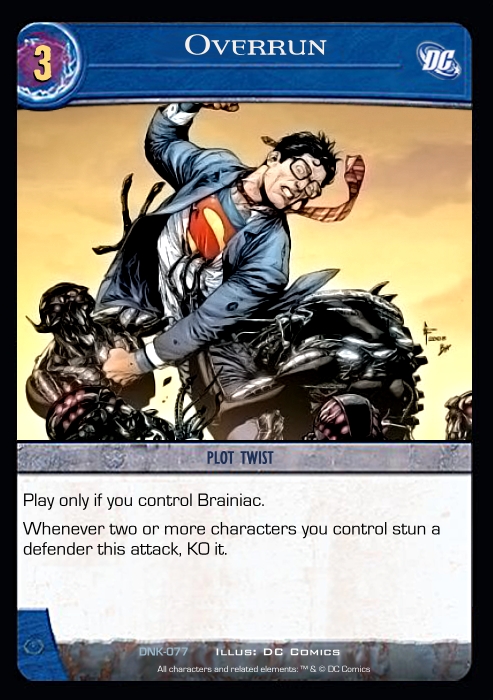 3
Overrun
DC
2008
PLOT TWIST
Play only if you control Brainiac.
Whenever two or more characters you control stun a
defender this attack, KO it.
DNK-077 Illus: DC Comics
All characters and related elements: ™ & © DC Comics